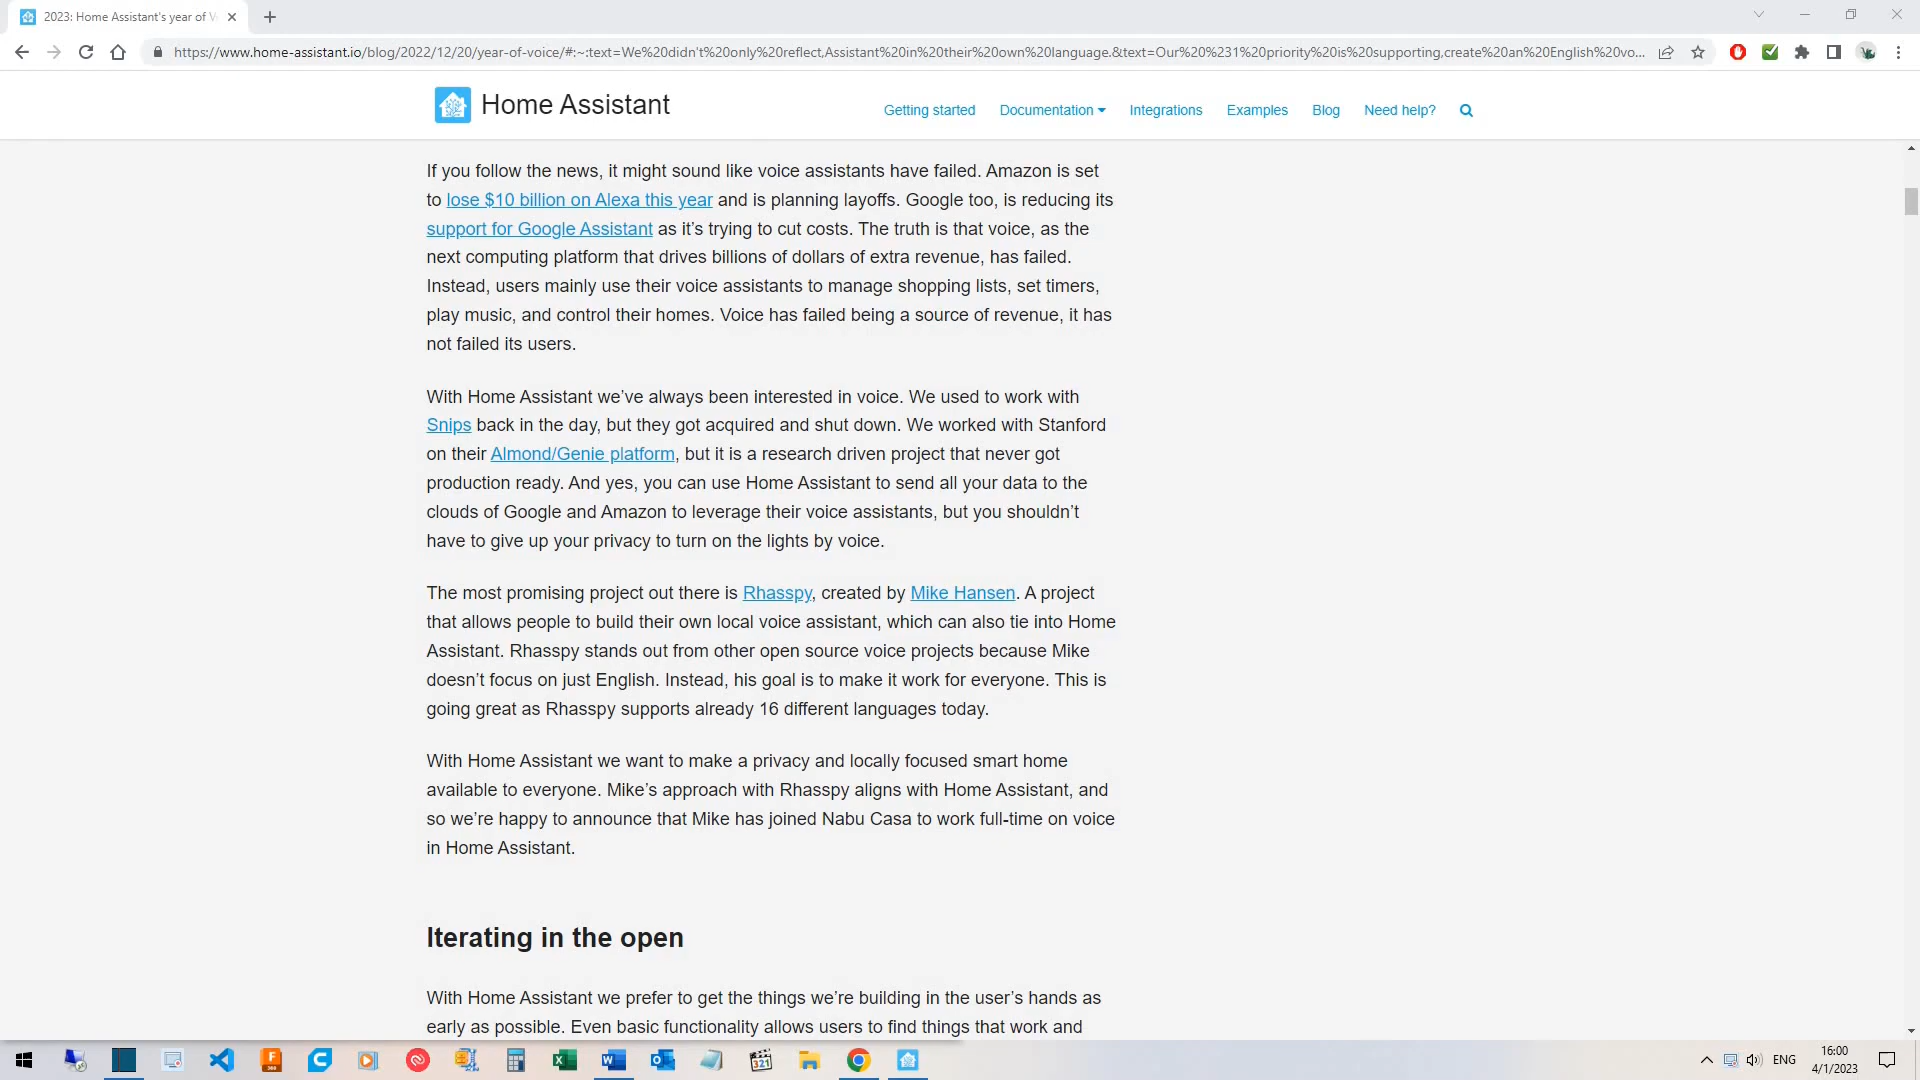 2023: Home Assistant's year of V
https://www.home-assistant.io/blog/2022/12/20/year-of-voice/#:~:text=We%20didn't%20only%20reflect,Assistant%20in%20their%20own%20language.&text=Our%20%231%20priority%20is%20supporting,create%20an%20English%20vo...
Home Assistant
Getting started Documentation Integrations Examples Blog Need help?
If you follow the news, it might sound like voice assistants have failed. Amazon is set
to lose $10 billion on Alexa this year and is planning layoffs. Google too, is reducing its
support for Google Assistant as it’s trying to cut costs. The truth is that voice, as the
next computing platform that drives billions of dollars of extra revenue, has failed.
Instead, users mainly use their voice assistants to manage shopping lists, set timers,
play music, and control their homes. Voice has failed being a source of revenue, it has
not failed its users.
With Home Assistant we’ve always been interested in voice. We used to work with
Snips back in the day, but they got acquired and shut down. We worked with Stanford
on their Almond/Genie platform, but it is a research driven project that never got
production ready. And yes, you can use Home Assistant to send all your data to the
clouds of Google and Amazon to leverage their voice assistants, but you shouldn’t
have to give up your privacy to turn on the lights by voice.
The most promising project out there is Rhasspy, created by Mike Hansen. A project
that allows people to build their own local voice assistant, which can also tie into Home
Assistant. Rhasspy stands out from other open source voice projects because Mike
doesn’t focus on just English. Instead, his goal is to make it work for everyone. This is
going great as Rhasspy supports already 16 different languages today.
With Home Assistant we want to make a privacy and locally focused smart home
available to everyone. Mike’s approach with Rhasspy aligns with Home Assistant, and
so we’re happy to announce that Mike has joined Nabu Casa to work full-time on voice
in Home Assistant.
Iterating in the open
With Home Assistant we prefer to get the things we’re building in the user’s hands as
early as possible. Even basic functionality allows users to find things that work and
ENG
16:00
4/1/2023